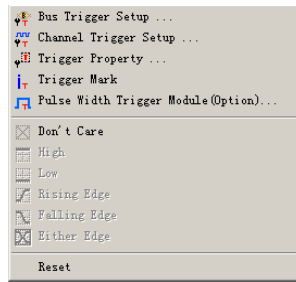 Bus Trigger Setup ...
Channel Trigger Setup ...
Trigger Property ...
Trigger Mark
Pulse Width Trigger Module(Option)...
Don't Care
High
Low
Rising Edge
Falling Edge
Either Edge
Reset